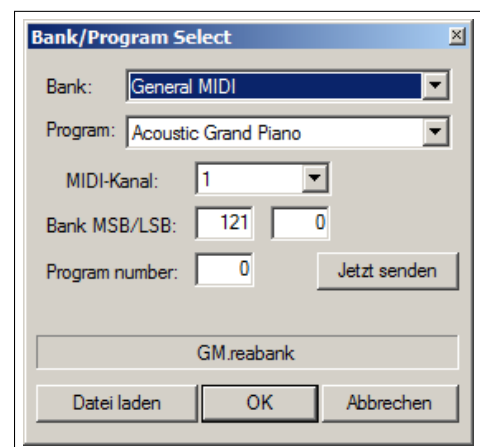 Bank/Program Select
Bank: General MIDI
Program: Acoustic Grand Piano
MIDI-Kanal: 1
Bank MSB/LSB: 121 0
Program number: 0 Jetzt senden
GM.reabank
Datei laden OK Abbrechen